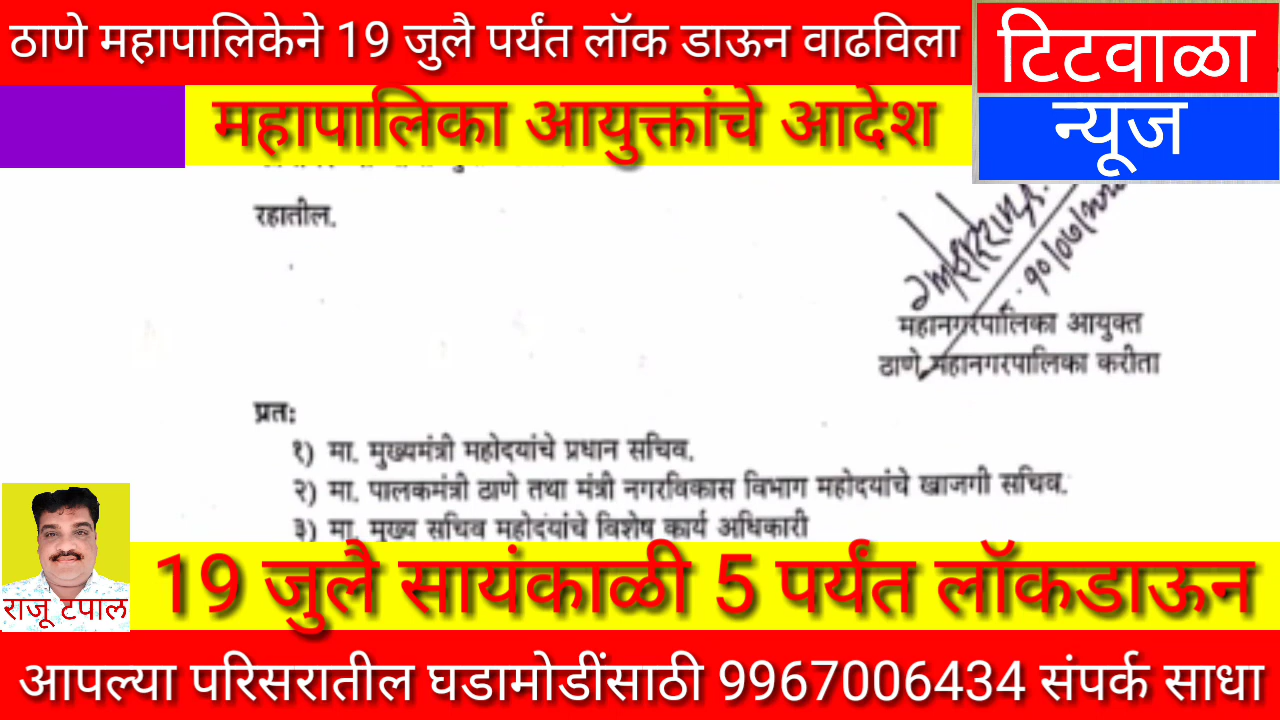 ठाणे महापालिकेने 19 जुलै पर्यंत लॉक डाऊन वाढविला
टिटवाळा
न्यूज
महापालिका आयुक्तांचे आदेश
रहातील.
महानगरपालिका आयुक्त
ठाणे महानगरपालिका करीता
प्रत:
१) मा. मुख्यमंत्री महोदयांचे प्रधान सचिव.
२) मा. पालकमंत्री ठाणे तथा मंत्री नगरविकास विभाग महोदयांचे खाजगी सचिव.
३) मा. मुख्य सचिव महोदयांचे विशेष कार्य अधिकारी
राजू टपाल
19 जुलै सायंकाळी 5 पर्यंत लॉकडाऊन
आपल्या परिसरातील घडामोडींसाठी 9967006434 संपर्क साधा